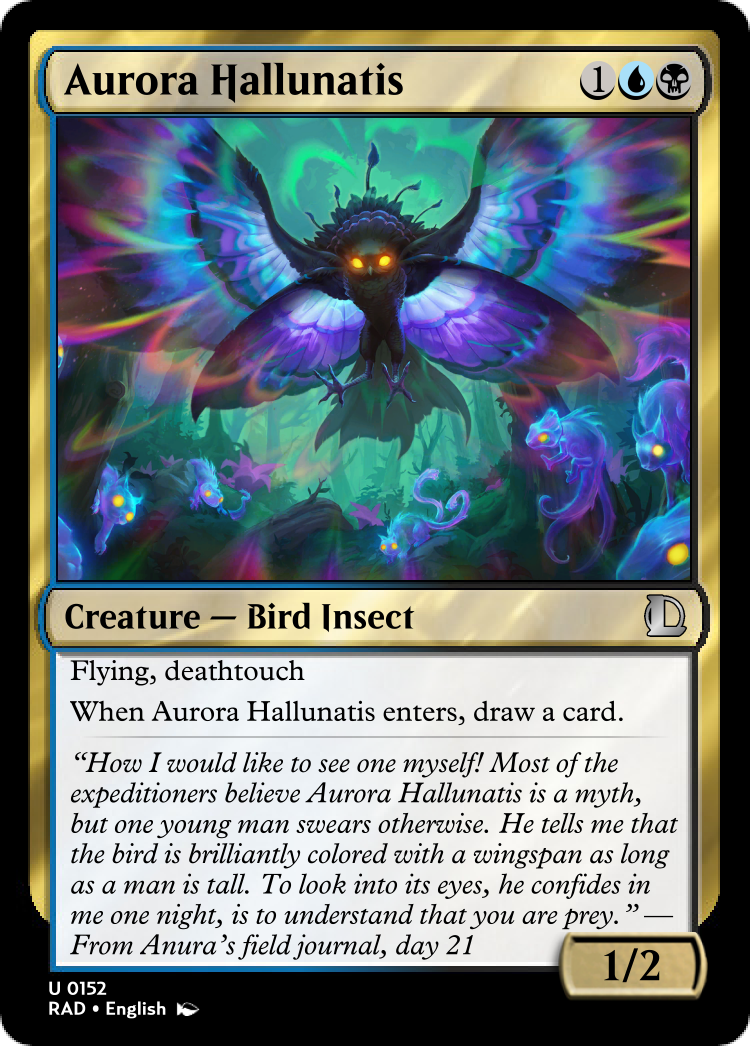 Aurora Hallunatis 1
Creature — Bird Insect
Flying, deathtouch
When Aurora Hallunatis enters, draw a card.
“How I would like to see one myself! Most of the
expeditioners believe Aurora Hallunatis is a myth,
but one young man swears otherwise. He tells me that
the bird is brilliantly colored with a wingspan as long
as a man is tall. To look into its eyes, he confides in
me one night, is to understand that you are prey.” —
From Anura’s field journal, day 21
1/2
U 0152
RAD • English